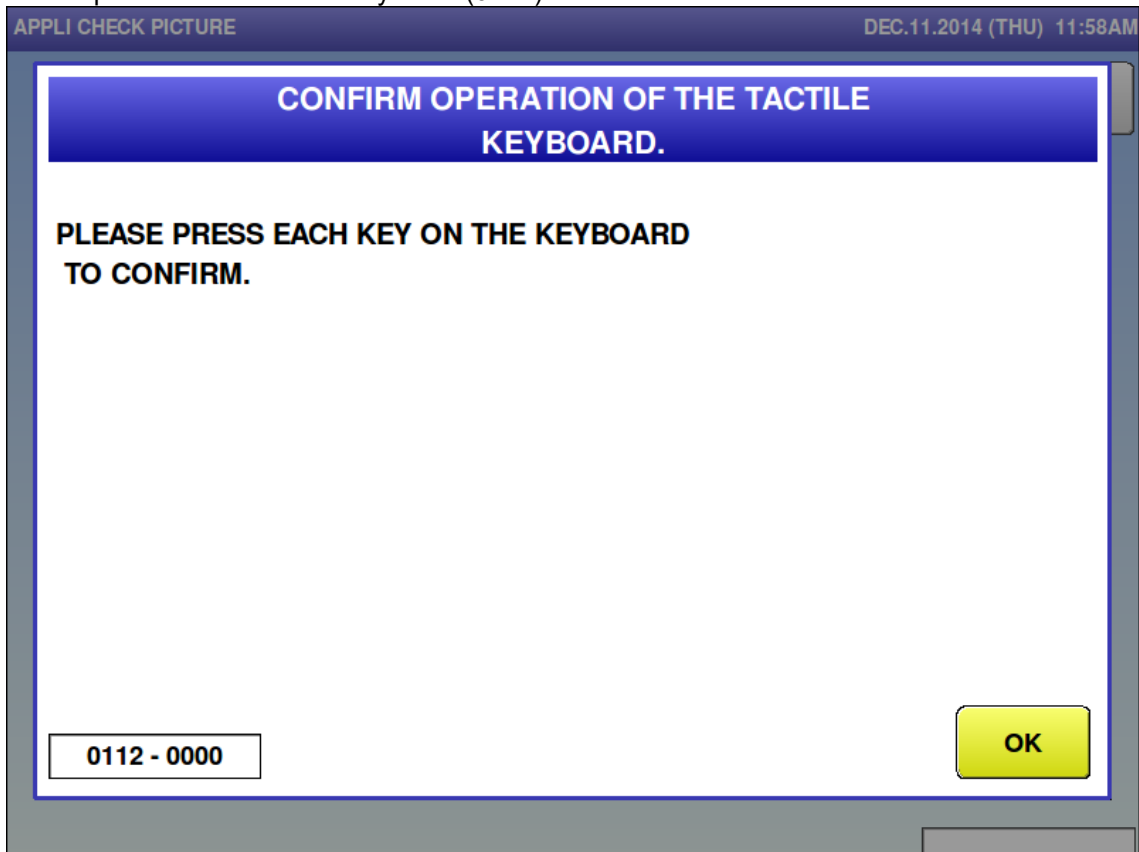 APPLI CHECK PICTURE
DEC.11.2014 (THU) 11:58AM
CONFIRM OPERATION OF THE TACTILE
KEYBOARD.
PLEASE PRESS EACH KEY ON THE KEYBOARD
TO CONFIRM.
0112 - 0000
OK